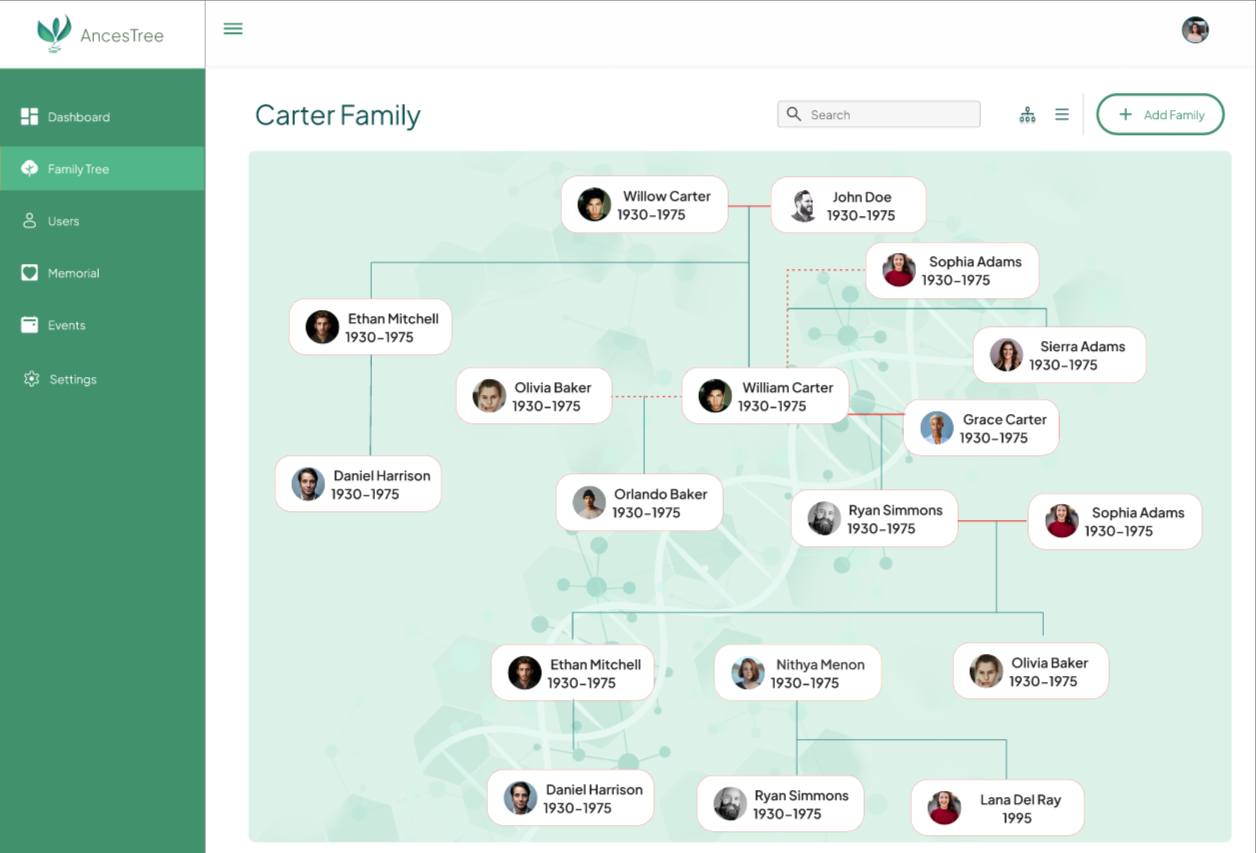 AncesTree
Dashboard
Family Tree
Users
Memorial
Events
Settings
Carter Family
Search
Add Family
Willow Carter
1930-1975
John Doe
1930-1975
Sophia Adams
1930-1975
Ethan Mitchell
1930-1975
Sierra Adams
1930-1975
Olivia Baker
1930-1975
William Carter
1930-1975
Grace Carter
1930-1975
Daniel Harrison
1930-1975
Orlando Baker
1930-1975
Ryan Simmons
1930-1975
Sophia Adams
1930-1975
Ethan Mitchell
1930-1975
Nithya Menon
1930-1975
Olivia Baker
1930-1975
Daniel Harrison
1930-1975
Ryan Simmons
1930-1975
Lana Del Ray
1995